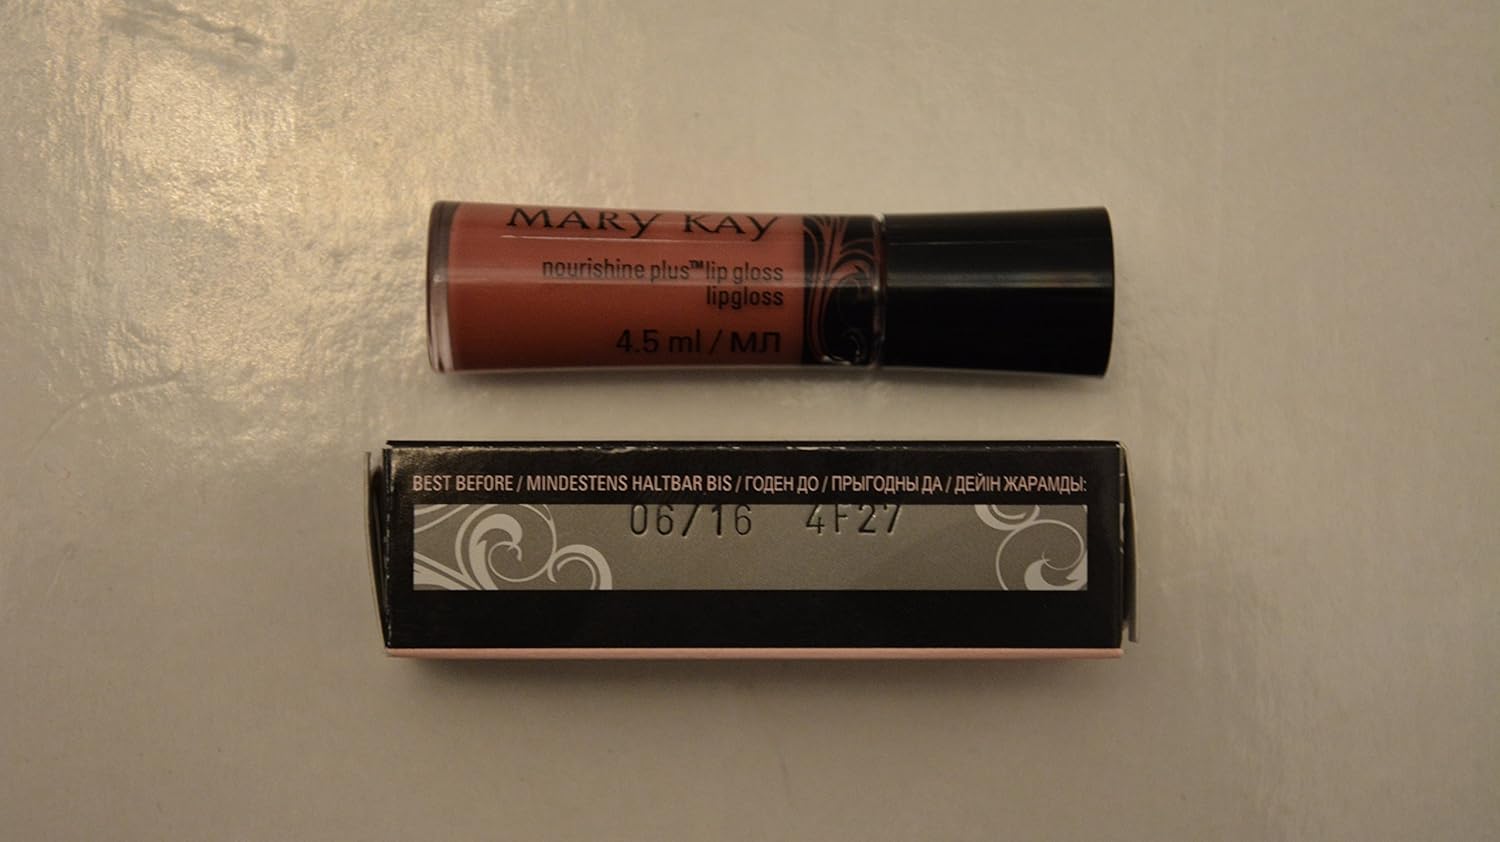 MARY KAY
nourishine plus™ lip gloss
lipgloss
4.5 ml / МЛ
BEST BEFORE / MINDESTENS HALTBAR BIS / ГОДЕН ДО / ПРЫГОДНЫ ДА / ДЕЙІН ЖАРАМДЫ:
06/16 4F27